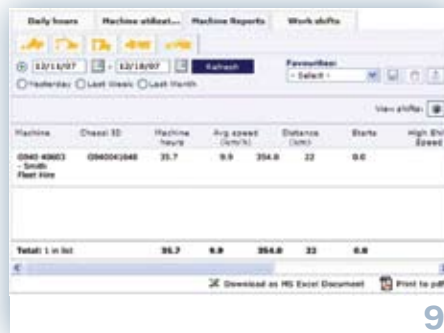 Daily hours Machine utilizat... Machine Reports Work shifts
12/11/07 - 12/18/07 Refresh Favourites: - Select -
Yesterday Last Week Last Month
View shifts:
Machine Chassi ID Machine hours Avg speed (km/h) Distance (km) Starts High Speed
G940 40603 - Smith Fleet Hire G940041048 35.7 9.9 354.0 22 0.0
Total: 1 in list 35.7 9.9 354.0 22 0.0
Download as MS Excel Document Print to pdf
9